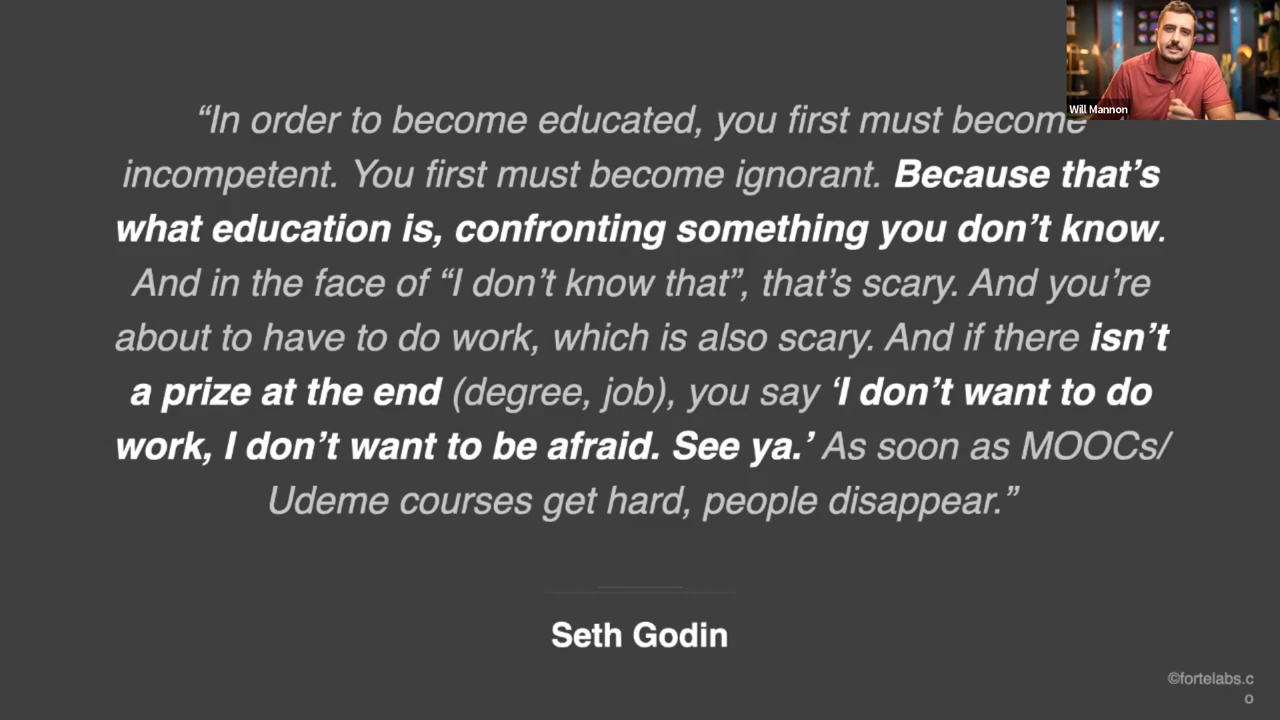 Will Mannon
“In order to become educated, you first must become
incompetent. You first must become ignorant. Because that’s
what education is, confronting something you don’t know.
And in the face of “I don’t know that”, that’s scary. And you’re
about to have to do work, which is also scary. And if there isn’t
a prize at the end (degree, job), you say ‘I don’t want to do
work, I don’t want to be afraid. See ya.’ As soon as MOOCs/
Udeme courses get hard, people disappear.”
Seth Godin
©fortelabs.c
o